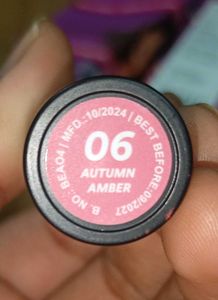 B. NO.: BEA04 | MFD.-10/2024 | BEST BEFORE:-09/2027
06
AUTUMN
AMBER